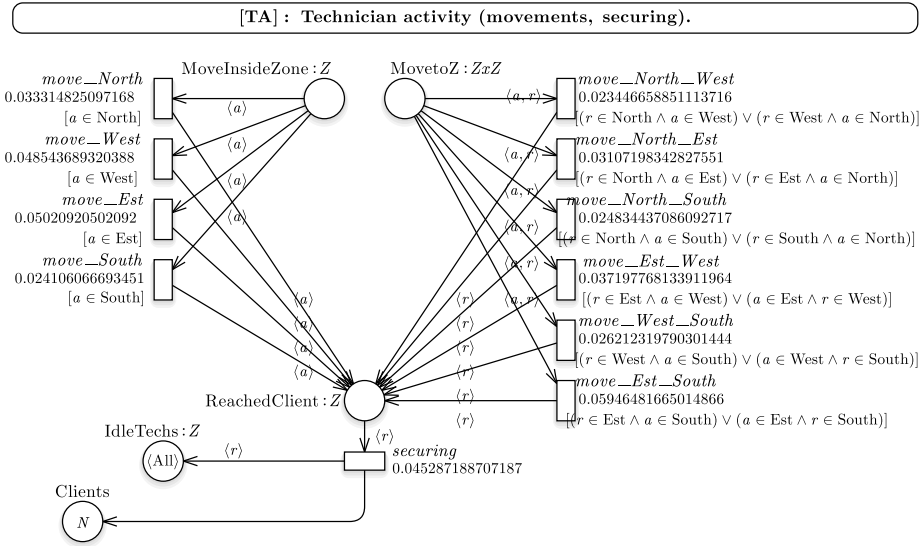 [TA] : Technician activity (movements, securing).
MoveInsideZone : Z
MovetoZ : ZxZ
move_North
0.033314825097168
[a ∈ North]
move_West
0.048543689320388
[a ∈ West]
move_Est
0.05020920502092
[a ∈ Est]
move_South
0.024106066693451
[a ∈ South]
⟨a⟩
⟨a⟩
⟨a⟩
⟨a⟩
⟨a, r⟩
⟨a, r⟩
⟨a, r⟩
⟨a, r⟩
⟨a, r⟩
⟨a, r⟩
move_North_West
0.023446658851113716
[(r ∈ North ∧ a ∈ West) ∨ (r ∈ West ∧ a ∈ North)]
move_North_Est
0.03107198342827551
[(r ∈ North ∧ a ∈ Est) ∨ (r ∈ Est ∧ a ∈ North)]
move_North_South
0.024834437086092717
[(r ∈ North ∧ a ∈ South) ∨ (r ∈ South ∧ a ∈ North)]
move_Est_West
0.037197768133911964
[(r ∈ Est ∧ a ∈ West) ∨ (a ∈ Est ∧ r ∈ West)]
move_West_South
0.026212319790301444
[(r ∈ West ∧ a ∈ South) ∨ (a ∈ West ∧ r ∈ South)]
move_Est_South
0.05946481665014866
[(r ∈ Est ∧ a ∈ South) ∨ (a ∈ Est ∧ r ∈ South)]
⟨a⟩
⟨a⟩
⟨a⟩
⟨a⟩
⟨r⟩
⟨r⟩
⟨r⟩
⟨r⟩
⟨r⟩
⟨r⟩
ReachedClient : Z
⟨r⟩
IdleTechs : Z
⟨All⟩
⟨r⟩
securing
0.045287188707187
Clients
N